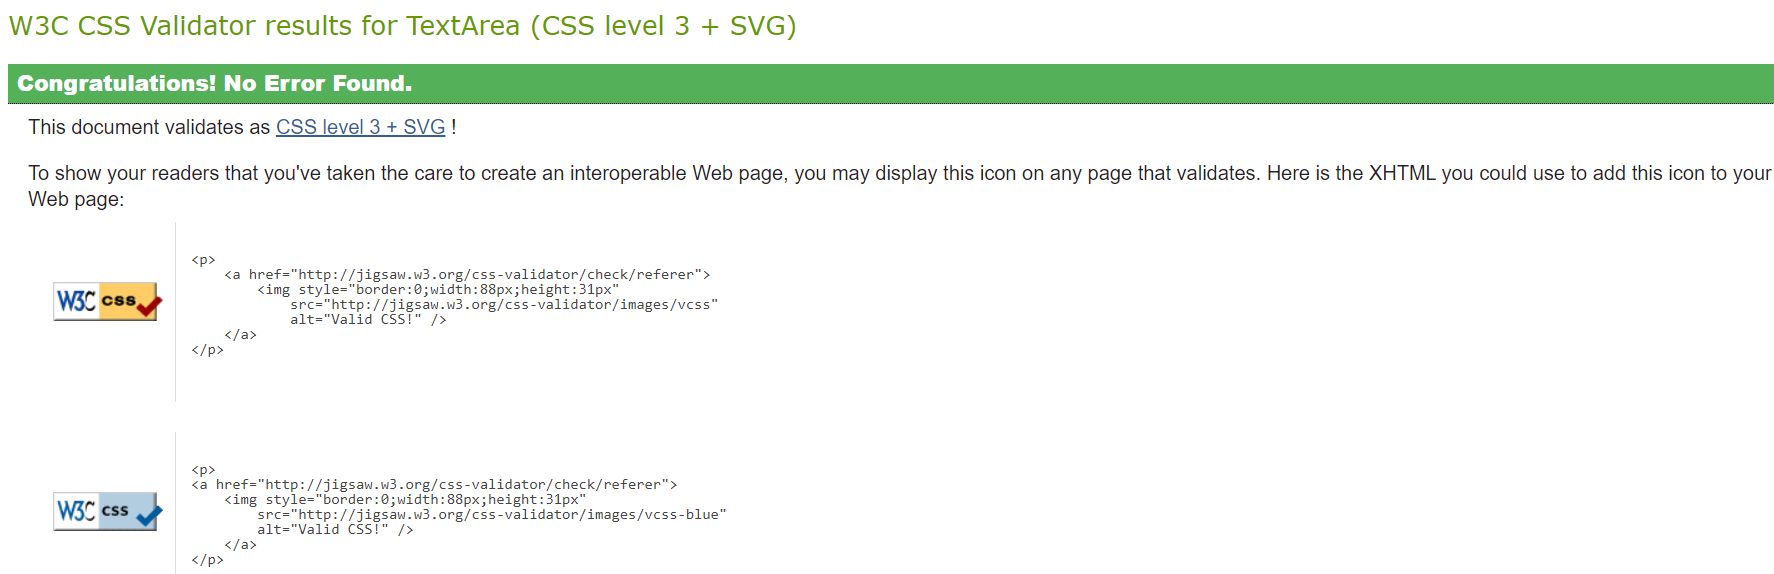 W3C CSS Validator results for TextArea (CSS level 3 + SVG)
Congratulations! No Error Found.
This document validates as CSS level 3 + SVG !
To show your readers that you've taken the care to create an interoperable Web page, you may display this icon on any page that validates. Here is the XHTML you could use to add this icon to your
Web page:
W3C css
<p>
<a href="http://jigsaw.w3.org/css-validator/check/referer">
<img style="border:0;width:88px;height:31px"
src="http://jigsaw.w3.org/css-validator/images/vcss"
alt="Valid CSS!" />
</a>
</p>
W3C css
<p>
<a href="http://jigsaw.w3.org/css-validator/check/referer">
<img style="border:0;width:88px;height:31px"
src="http://jigsaw.w3.org/css-validator/images/vcss-blue"
alt="Valid CSS!" />
</a>
</p>